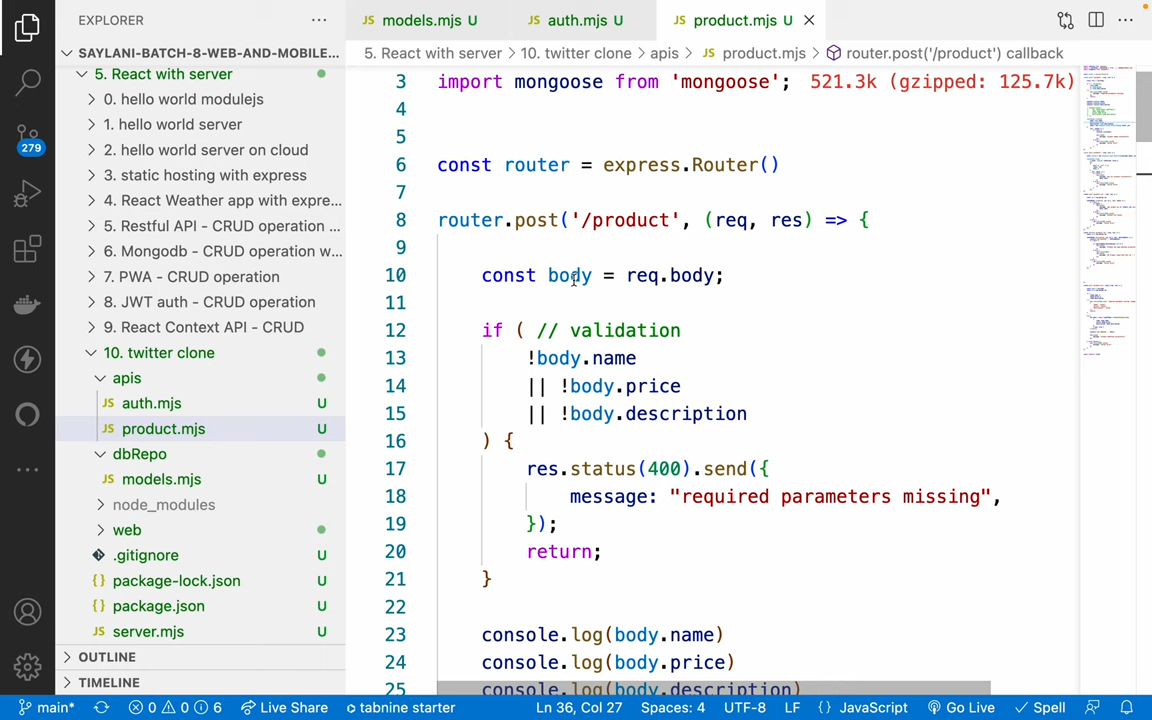 EXPLORER
SAYLANI-BATCH-8-WEB-AND-MOBILE...
5. React with server
0. hello world modulejs
1. hello world server
2. hello world server on cloud
3. static hosting with express
4. React Weather app with expre...
5. Restful API - CRUD operation ...
6. Mongodb - CRUD operation w...
7. PWA - CRUD operation
8. JWT auth - CRUD operation
9. React Context API - CRUD
10. twitter clone
apis
JS auth.mjs U
JS product.mjs U
dbRepo
JS models.mjs U
node_modules
web
.gitignore U
{} package-lock.json U
{} package.json U
JS server.mjs U
OUTLINE
TIMELINE
279
JS models.mjs U
JS auth.mjs U
JS product.mjs U
5. React with server > 10. twitter clone > apis > JS product.mjs > router.post('/product') callback
3 import mongoose from 'mongoose'; 521.3k (gzipped: 125.7k)
4
5
6 const router = express.Router()
7
8 router.post('/product', (req, res) => {
9
10 const body = req.body;
11
12 if ( // validation
13 !body.name
14 || !body.price
15 || !body.description
16 ) {
17 res.status(400).send({
18 message: "required parameters missing",
19 });
20 return;
21 }
22
23 console.log(body.name)
24 console.log(body.price)
25 console.log(body.description)
main* 0 0 6 Live Share tabnine starter Ln 36, Col 27 Spaces: 4 UTF-8 LF {} JavaScript Go Live Spell